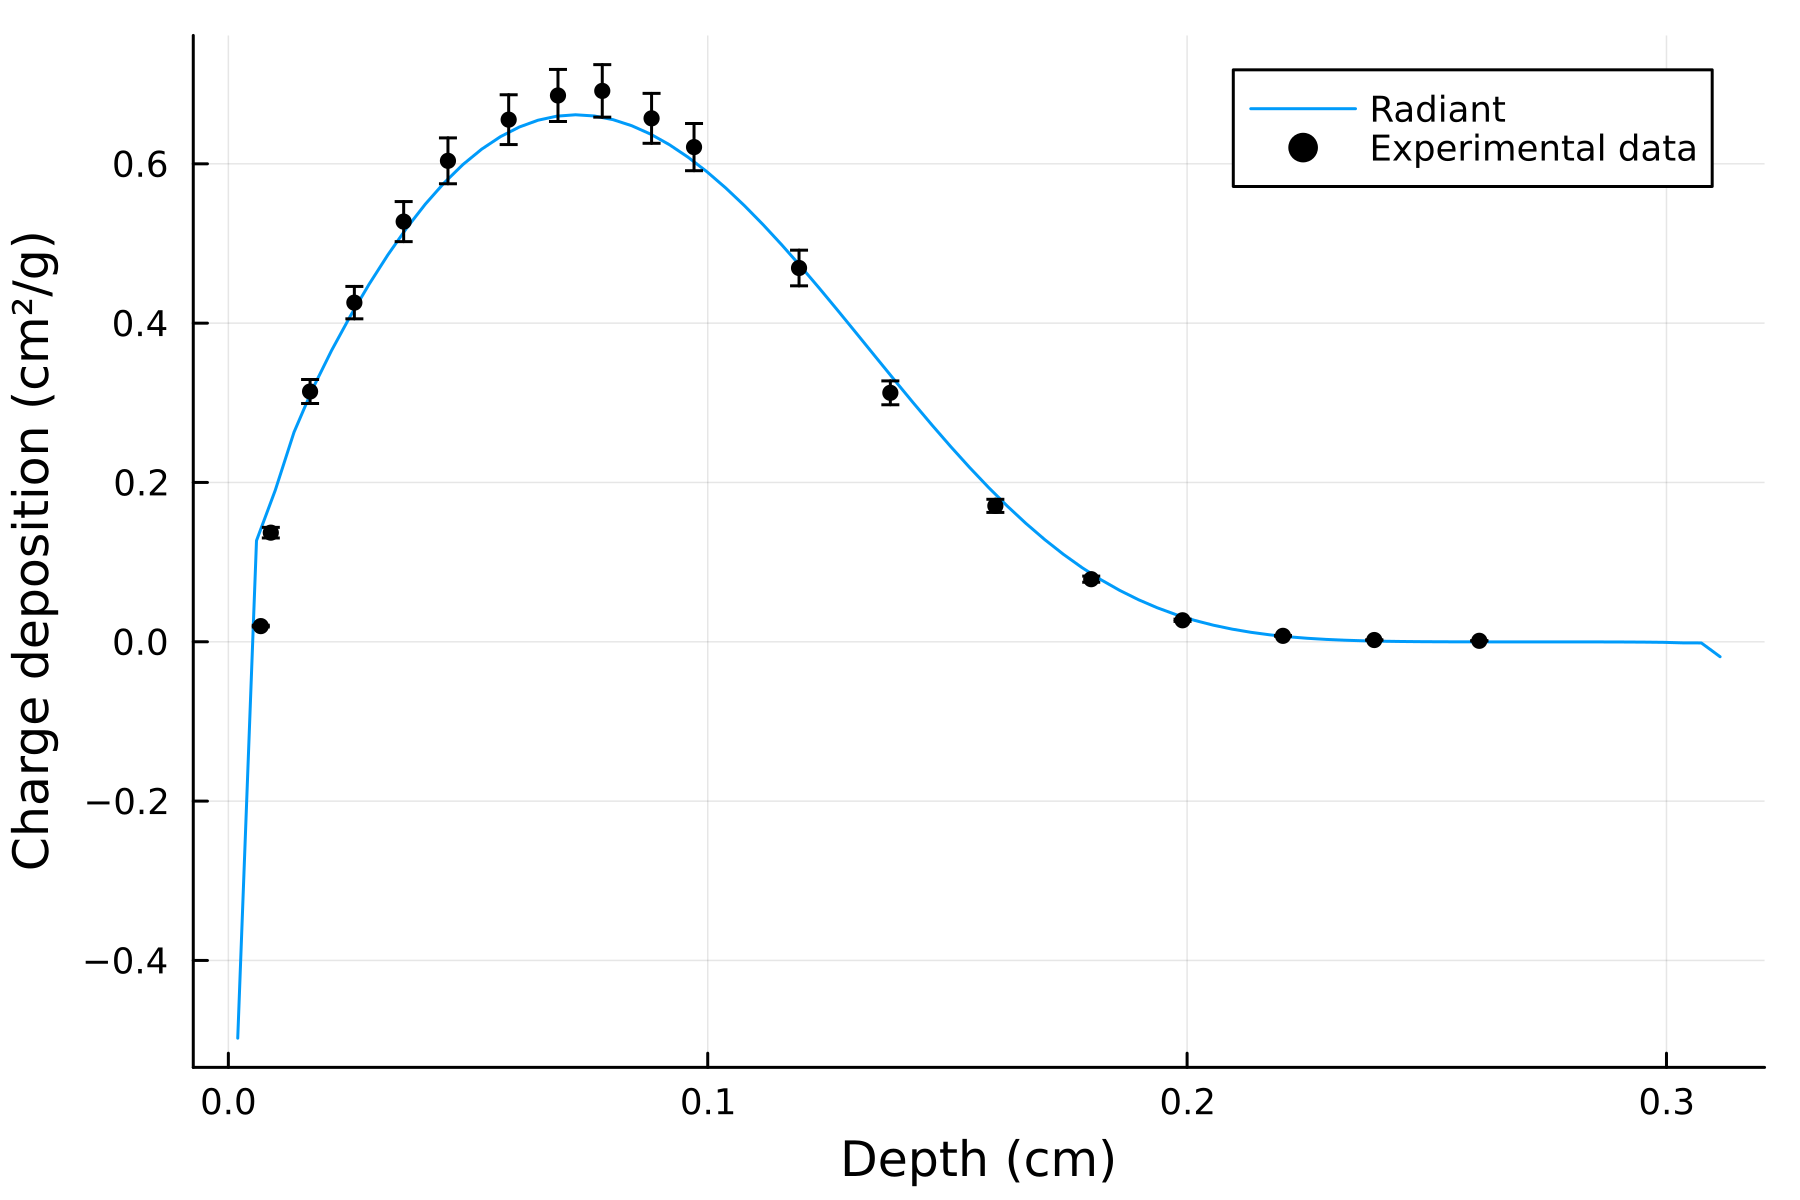 Charge deposition (cm²/g)
0.6
0.4
0.2
0.0
−0.2
−0.4
Radiant
Experimental data
0.0 0.1 0.2 0.3
Depth (cm)